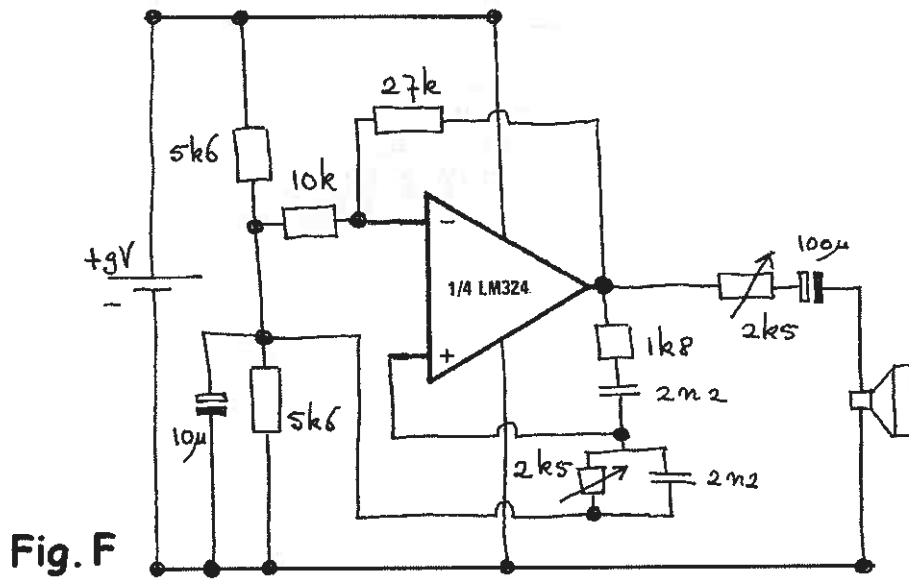 27k
5k6
10k
+9V
-
-
1/4 LM324
+
100µ
2k5
1k8
2n2
10µ
5k6
2k5
2n2
Fig. F